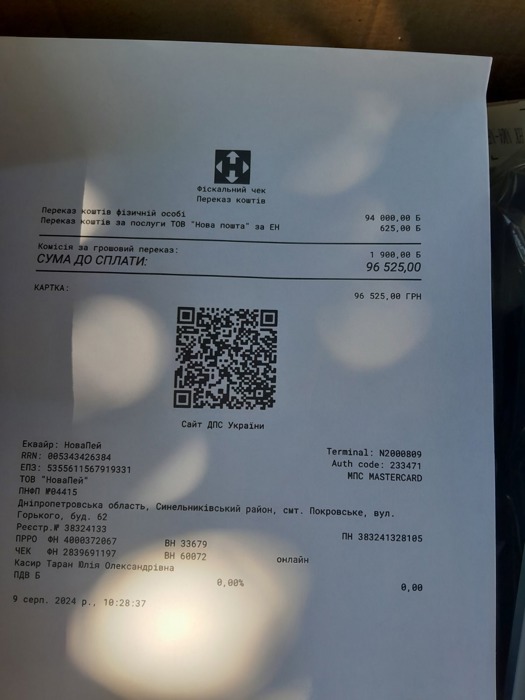 Фіскальний чек
Переказ коштів
Переказ коштів фізичній особі 94 000,00 Б
Переказ коштів за послуги ТОВ "Нова пошта" за ЕН 625,00 Б
Комісія за грошовий переказ: 1 900,00 Б
СУМА ДО СПЛАТИ: 96 525,00
КАРТКА: 96 525,00 ГРН
Сайт ДПС України
Еквайр: НоваПей Terminal: N2000809
RRN: 005343426384 Auth code: 233471
ЕПЗ: 5355611567919331 МПС MASTERCARD
ТОВ "НоваПей"
ПНФП №04415
Дніпропетровська область, Синельниківський район, смт. Покровське, вул.
Горького, буд. 62
Реєстр.№ 38324133 ПН 383241328105
ПРРО ФН 4000372067 ВН 33679
ЧЕК ФН 2839691197 ВН 60072 онлайн
Касир Таран Юлія Олександрівна
ПДВ Б 0,00% 0,00
9 серп. 2024 р., 10:28:37